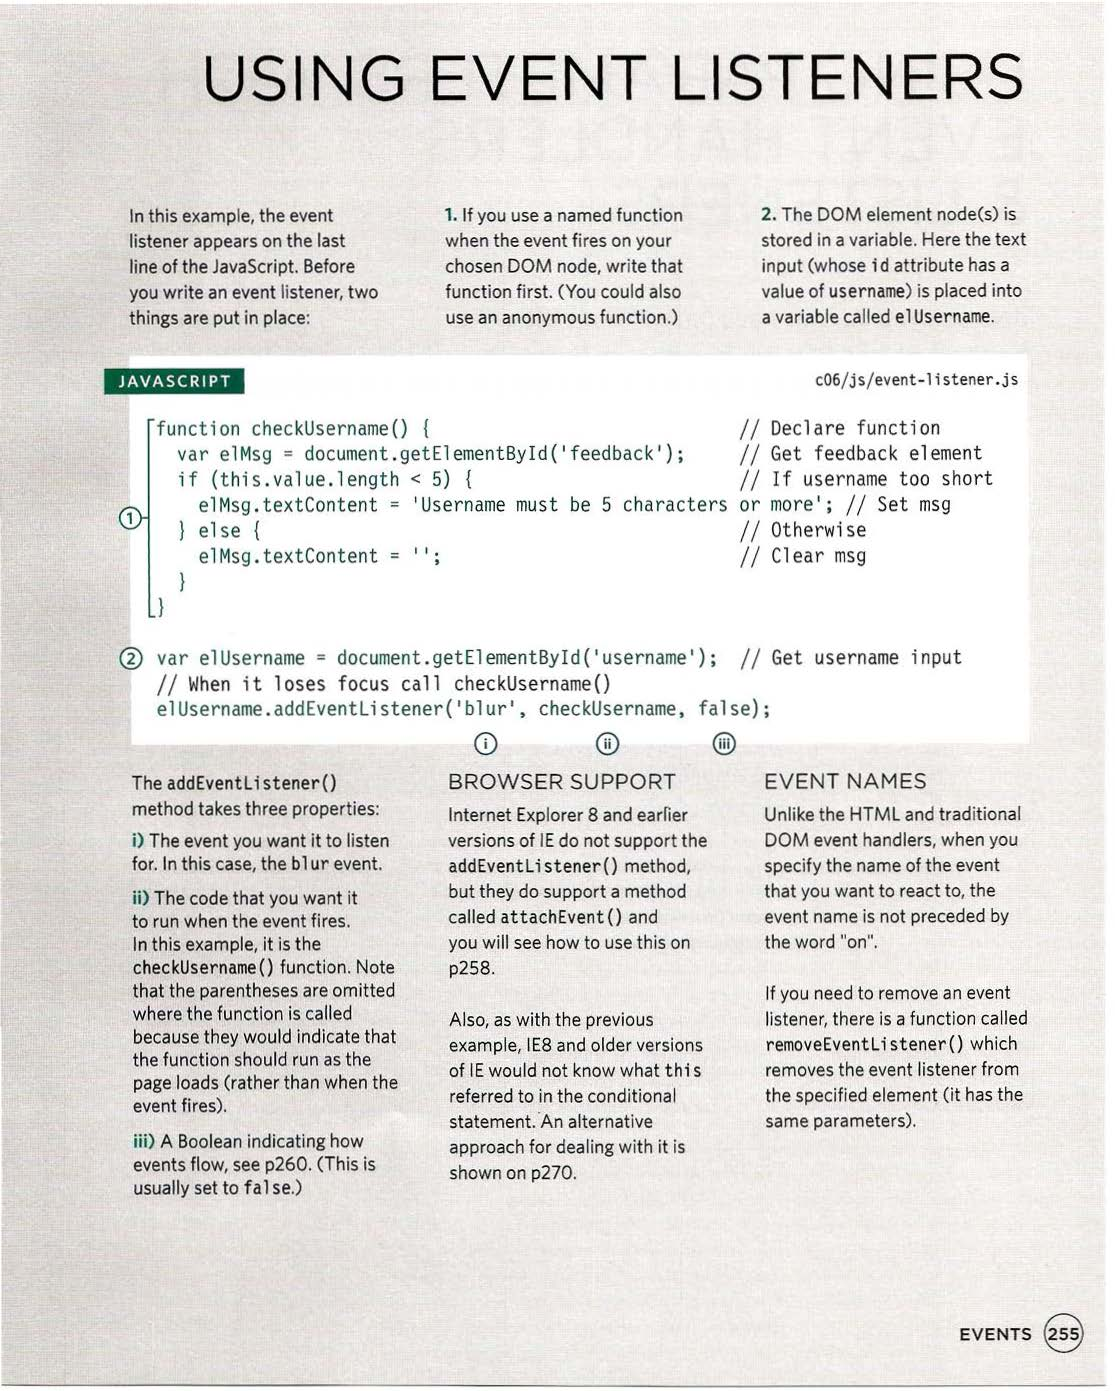 USING EVENT LISTENERS
In this example, the event
listener appears on the last
line of the JavaScript. Before
you write an event listener, two
things are put in place:
1. If you use a named function
when the event fires on your
chosen DOM node, write that
function first. (You could also
use an anonymous function.)
2. The DOM element node(s) is
stored in a variable. Here the text
input (whose id attribute has a
value of username) is placed into
a variable called elUsername.
JAVASCRIPT
c06/js/event-listener.js
function checkUsername() { // Declare function
var elMsg = document.getElementById('feedback'); // Get feedback element
if (this.value.length < 5) { // If username too short
① elMsg.textContent = 'Username must be 5 characters or more'; // Set msg
} else { // Otherwise
elMsg.textContent = ''; // Clear msg
}
}
② var elUsername = document.getElementById('username'); // Get username input
// When it loses focus call checkUsername()
elUsername.addEventListener('blur', checkUsername, false);
i ii iii
The addEventListener()
method takes three properties:
i) The event you want it to listen
for. In this case, the blur event.
ii) The code that you want it
to run when the event fires.
In this example, it is the
checkUsername() function. Note
that the parentheses are omitted
where the function is called
because they would indicate that
the function should run as the
page loads (rather than when the
event fires).
iii) A Boolean indicating how
events flow, see p260. (This is
usually set to false.)
BROWSER SUPPORT
Internet Explorer 8 and earlier
versions of IE do not support the
addEventListener() method,
but they do support a method
called attachEvent() and
you will see how to use this on
p258.
Also, as with the previous
example, IE8 and older versions
of IE would not know what this
referred to in the conditional
statement. An alternative
approach for dealing with it is
shown on p270.
EVENT NAMES
Unlike the HTML and traditional
DOM event handlers, when you
specify the name of the event
that you want to react to, the
event name is not preceded by
the word "on".
If you need to remove an event
listener, there is a function called
removeEventListener() which
removes the event listener from
the specified element (it has the
same parameters).
EVENTS 255